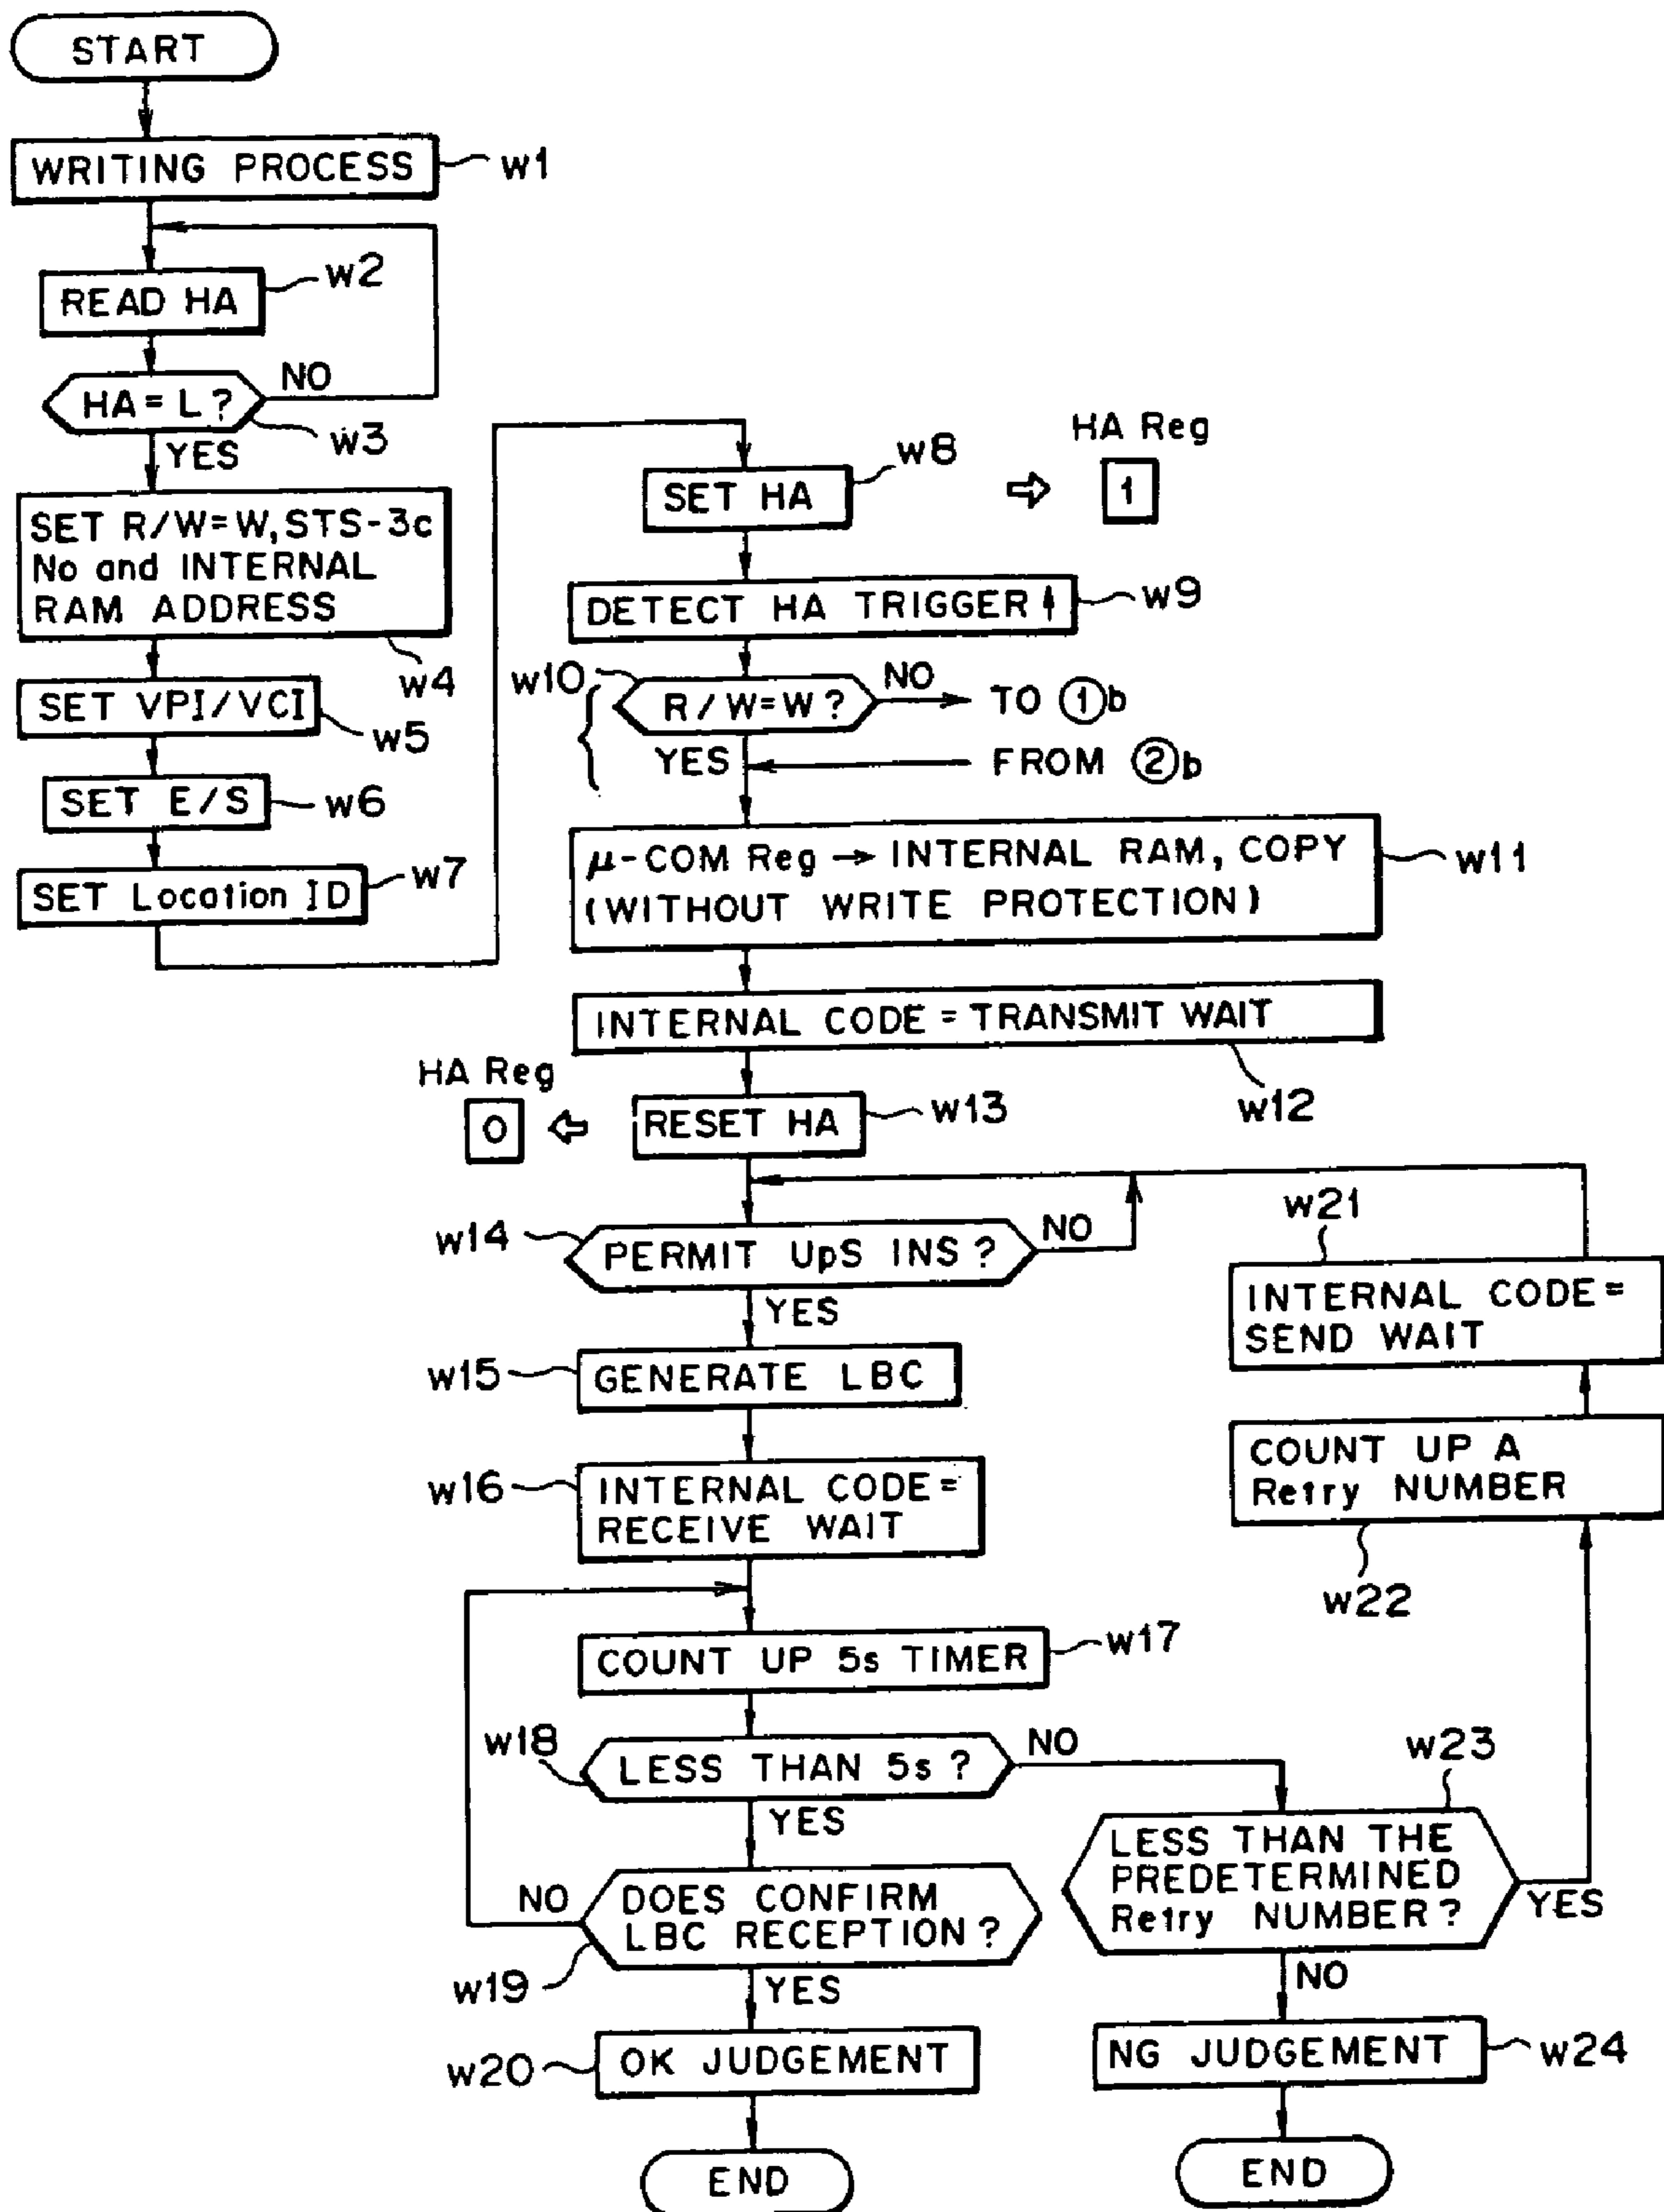 START
WRITING PROCESS
w1
READ HA
w2
HA = L ?
NO
w3
YES
SET R/W=W, STS-3c
No and INTERNAL
RAM ADDRESS
w4
SET VPI/VCI
w5
SET E/S
w6
SET Location ID
w7
SET HA
w8
⇨
HA Reg
1
DETECT HA TRIGGER ↑
w9
w10
R/W=W ?
NO
TO ①b
YES
FROM ②b
μ-COM Reg → INTERNAL RAM, COPY
(WITHOUT WRITE PROTECTION)
w11
INTERNAL CODE = TRANSMIT WAIT
w12
HA Reg
0
⇦
RESET HA
w13
w14
PERMIT UpS INS ?
NO
YES
w15
GENERATE LBC
w16
INTERNAL CODE =
RECEIVE WAIT
COUNT UP 5s TIMER
w17
w18
LESS THAN 5s ?
NO
YES
NO
DOES CONFIRM
LBC RECEPTION ?
w19
YES
w20
OK JUDGEMENT
END
w21
INTERNAL CODE =
SEND WAIT
COUNT UP A
Retry NUMBER
w22
w23
LESS THAN THE
PREDETERMINED
Retry NUMBER ?
YES
NO
NG JUDGEMENT
w24
END